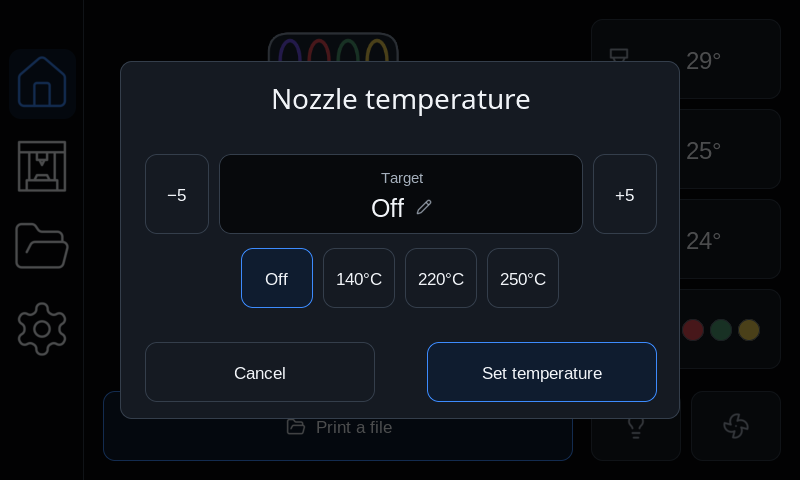 Nozzle temperature
29°
25°
24°
−5
Target
Off
+5
Off
140°C
220°C
250°C
Cancel
Set temperature
Print a file